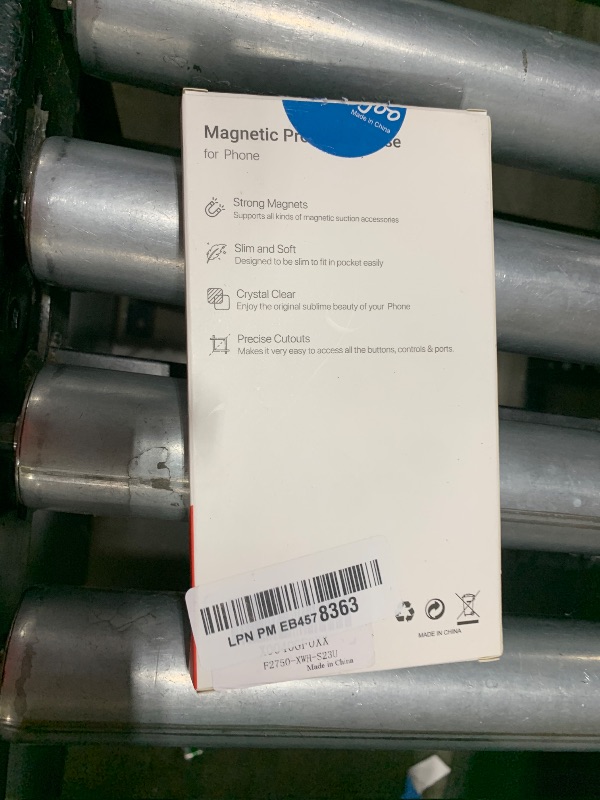 goo
Made in China
Magnetic Pr se
for Phone
Strong Magnets
Supports all kinds of magnetic suction accessories
Slim and Soft
Designed to be slim to fit in pocket easily
Crystal Clear
Enjoy the original sublime beauty of your Phone
Precise Cutouts
Makes it very easy to access all the buttons, controls & ports.
LPN PM EB4578363
F2750-XWH-S23U
Made in China
MADE IN CHINA